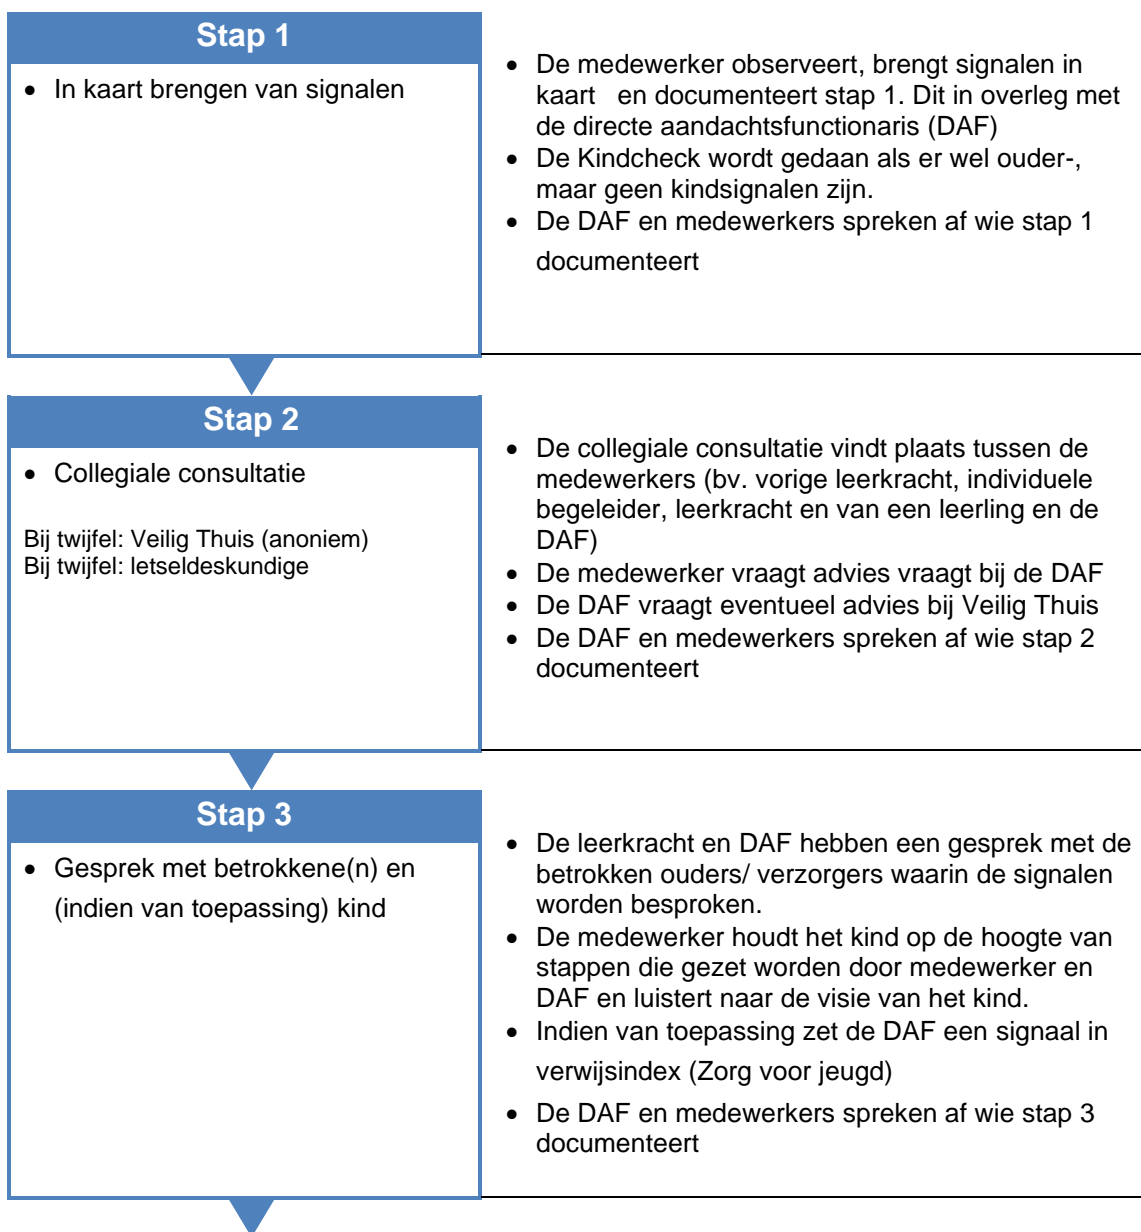 Stap 1
• In kaart brengen van signalen
• De medewerker observeert, brengt signalen in
kaart   en documenteert stap 1. Dit in overleg met
de directe aandachtsfunctionaris (DAF)
• De Kindcheck wordt gedaan als er wel ouder-,
maar geen kindsignalen zijn.
• De DAF en medewerkers spreken af wie stap 1
documenteert
Stap 2
• Collegiale consultatie
Bij twijfel: Veilig Thuis (anoniem)
Bij twijfel: letseldeskundige
• De collegiale consultatie vindt plaats tussen de
medewerkers (bv. vorige leerkracht, individuele
begeleider, leerkracht en van een leerling en de
DAF)
• De medewerker vraagt advies vraagt bij de DAF
• De DAF vraagt eventueel advies bij Veilig Thuis
• De DAF en medewerkers spreken af wie stap 2
documenteert
Stap 3
• Gesprek met betrokkene(n) en
(indien van toepassing) kind
• De leerkracht en DAF hebben een gesprek met de
betrokken ouders/ verzorgers waarin de signalen
worden besproken.
• De medewerker houdt het kind op de hoogte van
stappen die gezet worden door medewerker en
DAF en luistert naar de visie van het kind.
• Indien van toepassing zet de DAF een signaal in
verwijsindex (Zorg voor jeugd)
• De DAF en medewerkers spreken af wie stap 3
documenteert